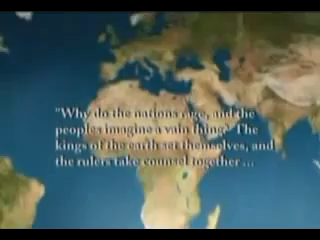 "Why do the nations rage, and the
peoples imagine a vain thing? The
kings of the earth set themselves, and
the rulers take counsel together ...